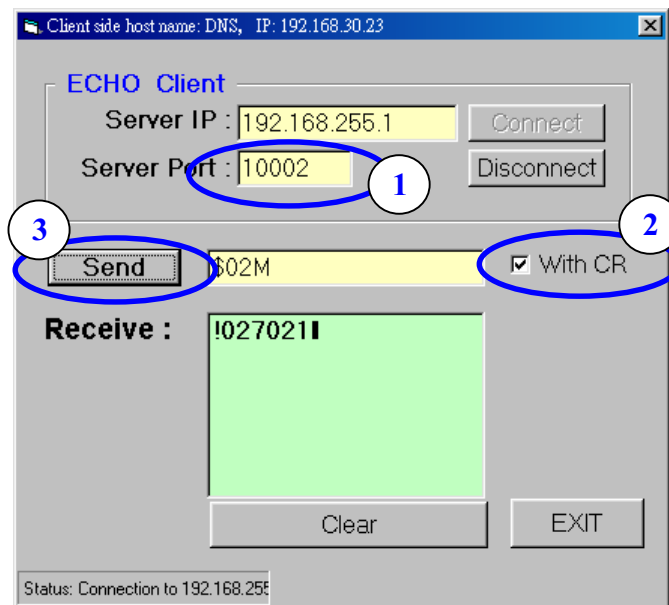 Client side host name: DNS, IP: 192.168.30.23
ECHO Client
Server IP : 192.168.255.1 Connect
Server Port : 10002 Disconnect
1
2
3
Send $02M With CR
Receive : !027021
Clear EXIT
Status: Connection to 192.168.255